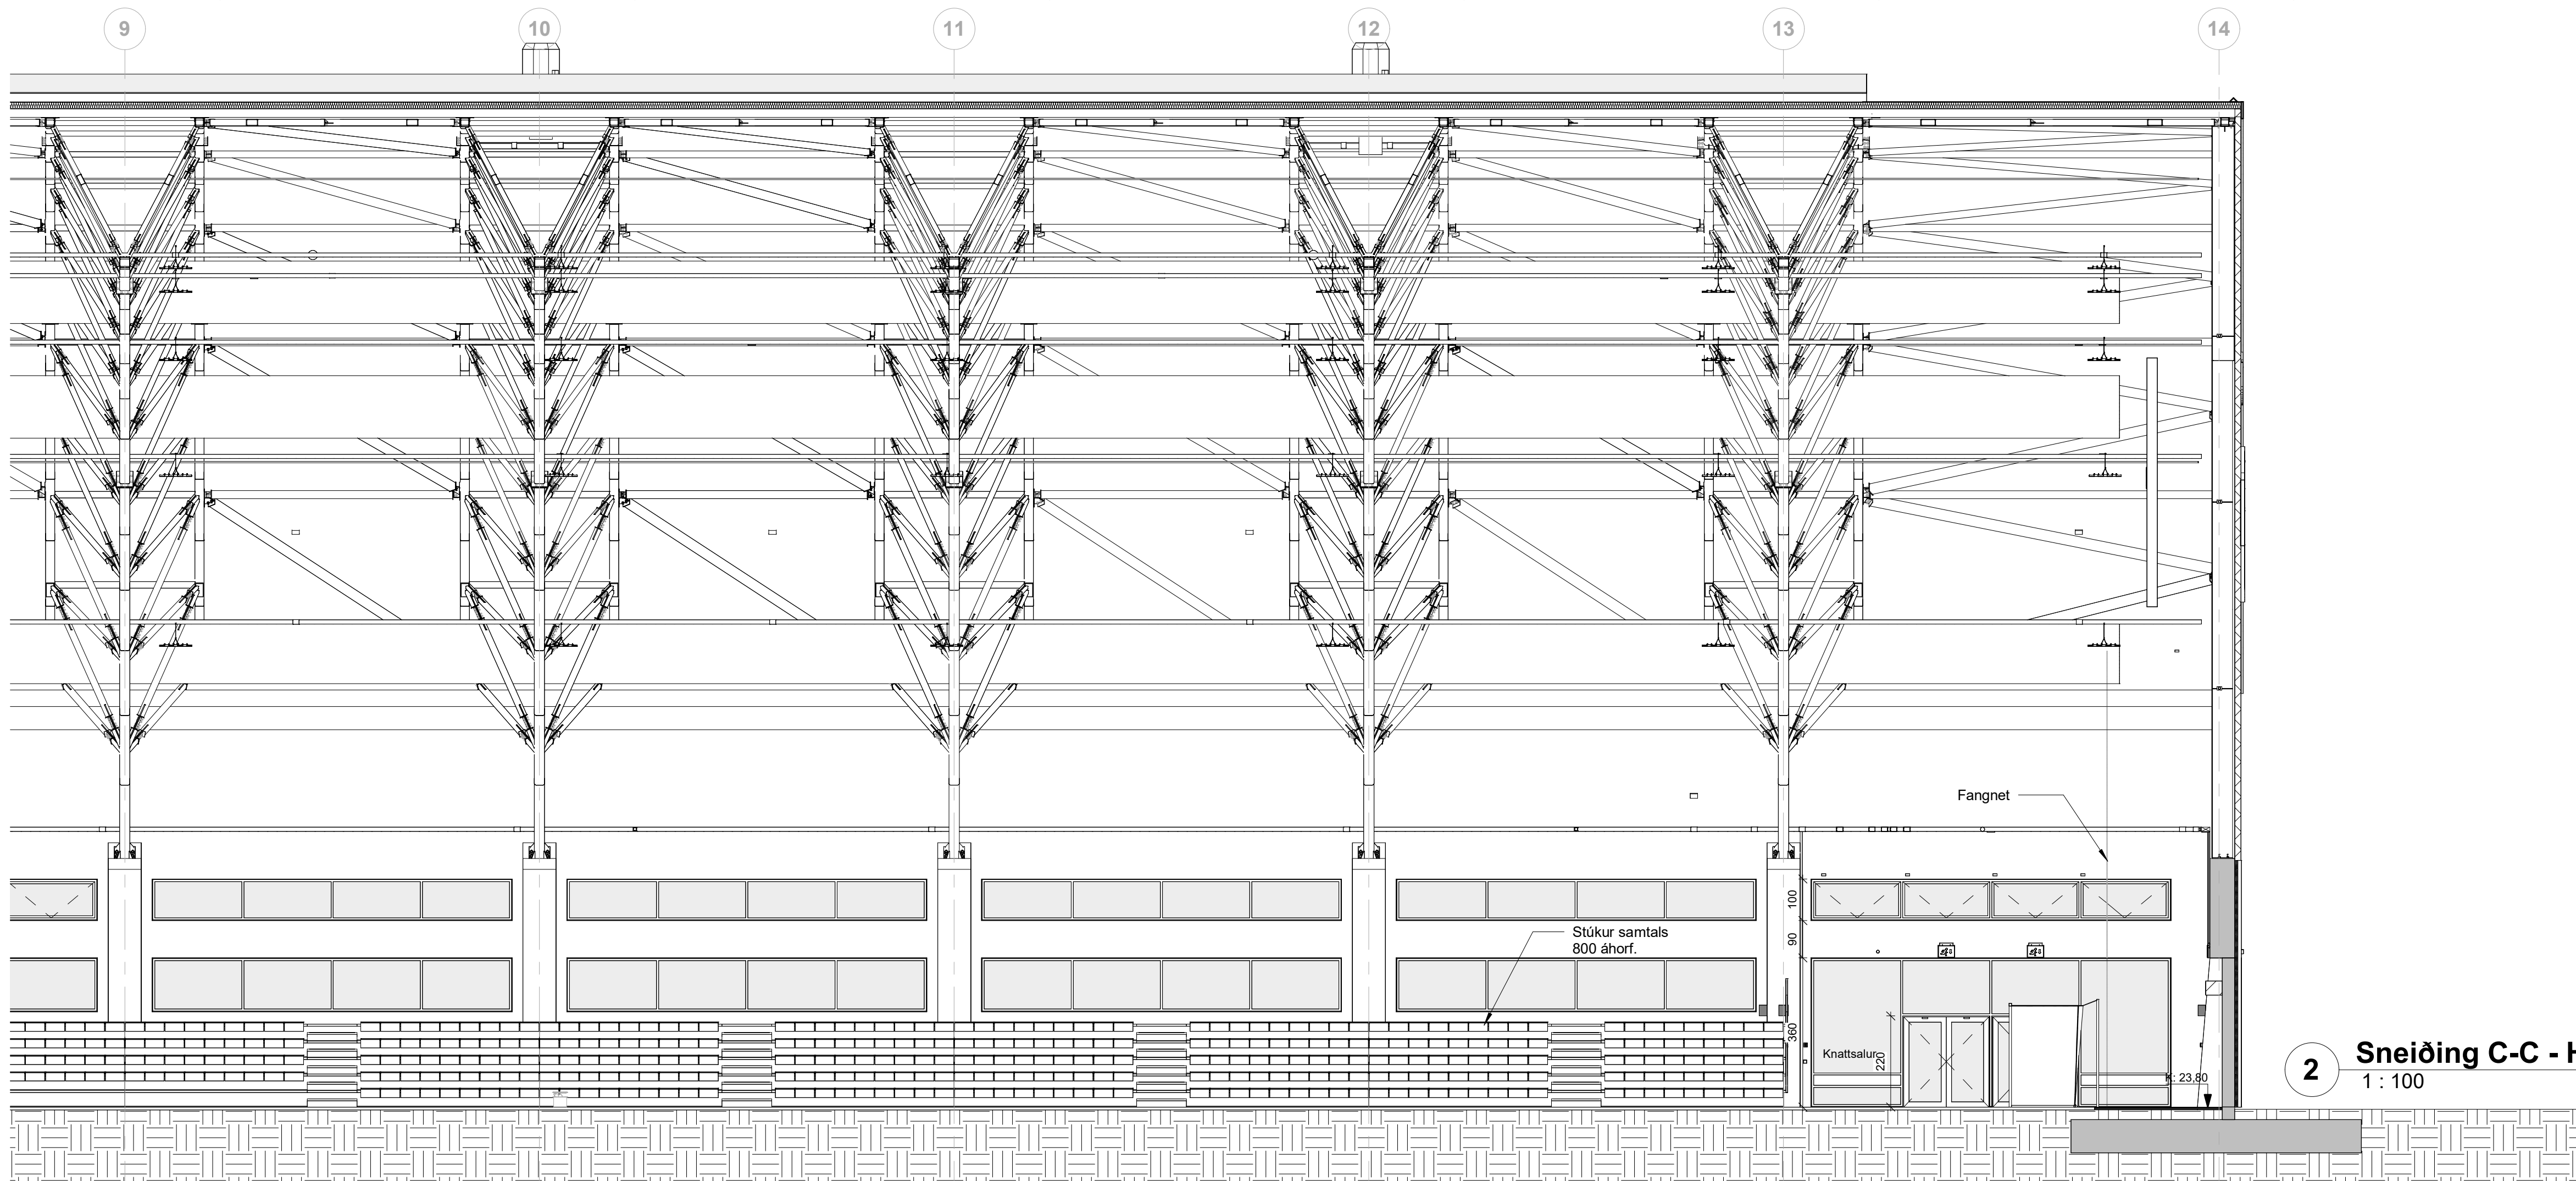 9
10
11
12
13
14
Fangnet
Stúkur samtals
800 áhorf.
100
90
360
220
Knattsalur
K: 23,80
2
Sneiðing C-C - H
1 : 100